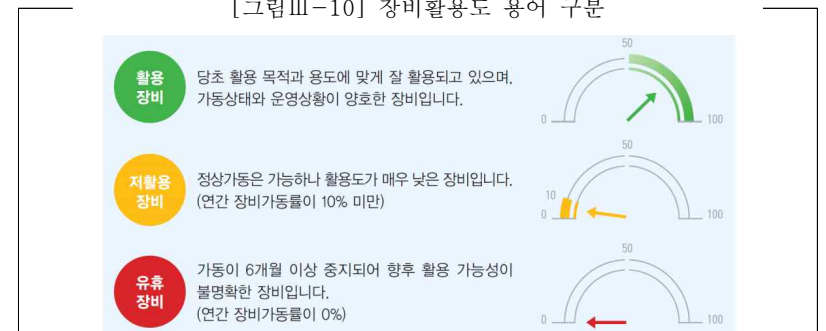 [그림Ⅲ-10] 장비활용도 용어 구분
활용
장비
당초 활용 목적과 용도에 맞게 잘 활용되고 있으며,
가동상태와 운영상황이 양호한 장비입니다.
50
0
100
저활용
장비
정상가동은 가능하나 활용도가 매우 낮은 장비입니다.
(연간 장비가동률이 10% 미만)
50
10
0
100
유휴
장비
가동이 6개월 이상 중지되어 향후 활용 가능성이
불명확한 장비입니다.
(연간 장비가동률이 0%)
50
0
100